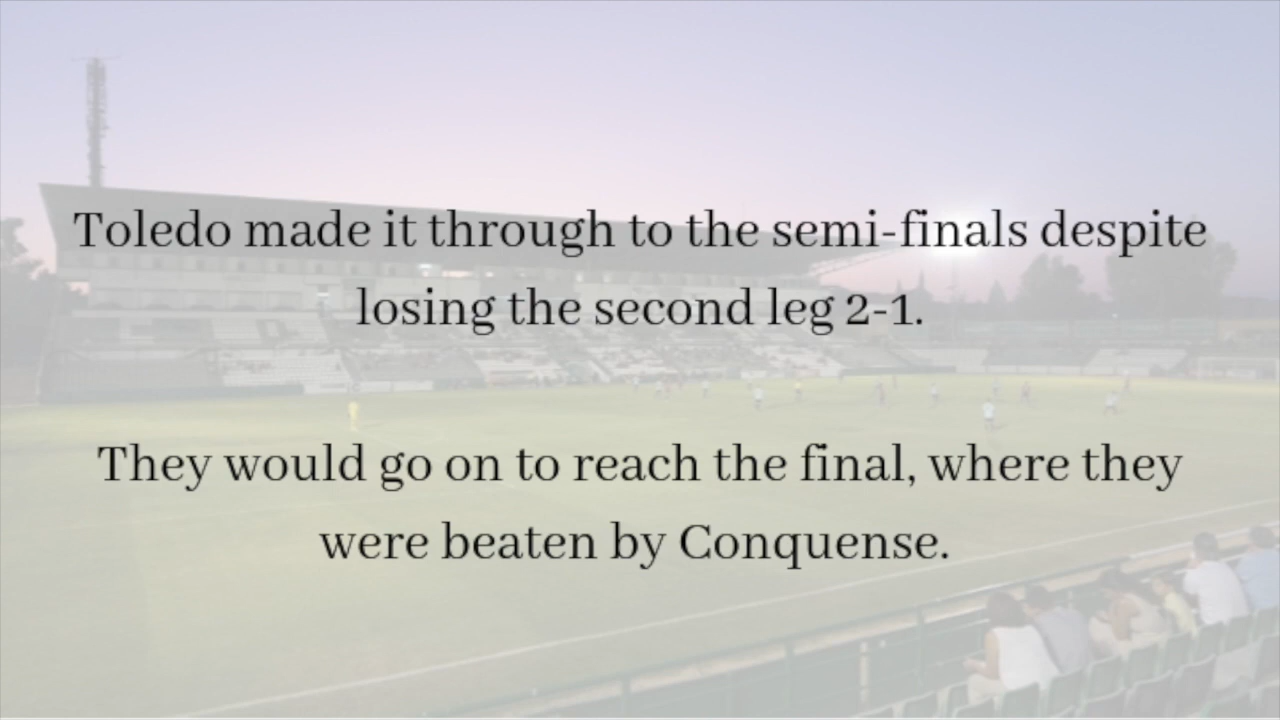 Toledo made it through to the semi-finals despite
losing the second leg 2-1.
They would go on to reach the final, where they
were beaten by Conquense.